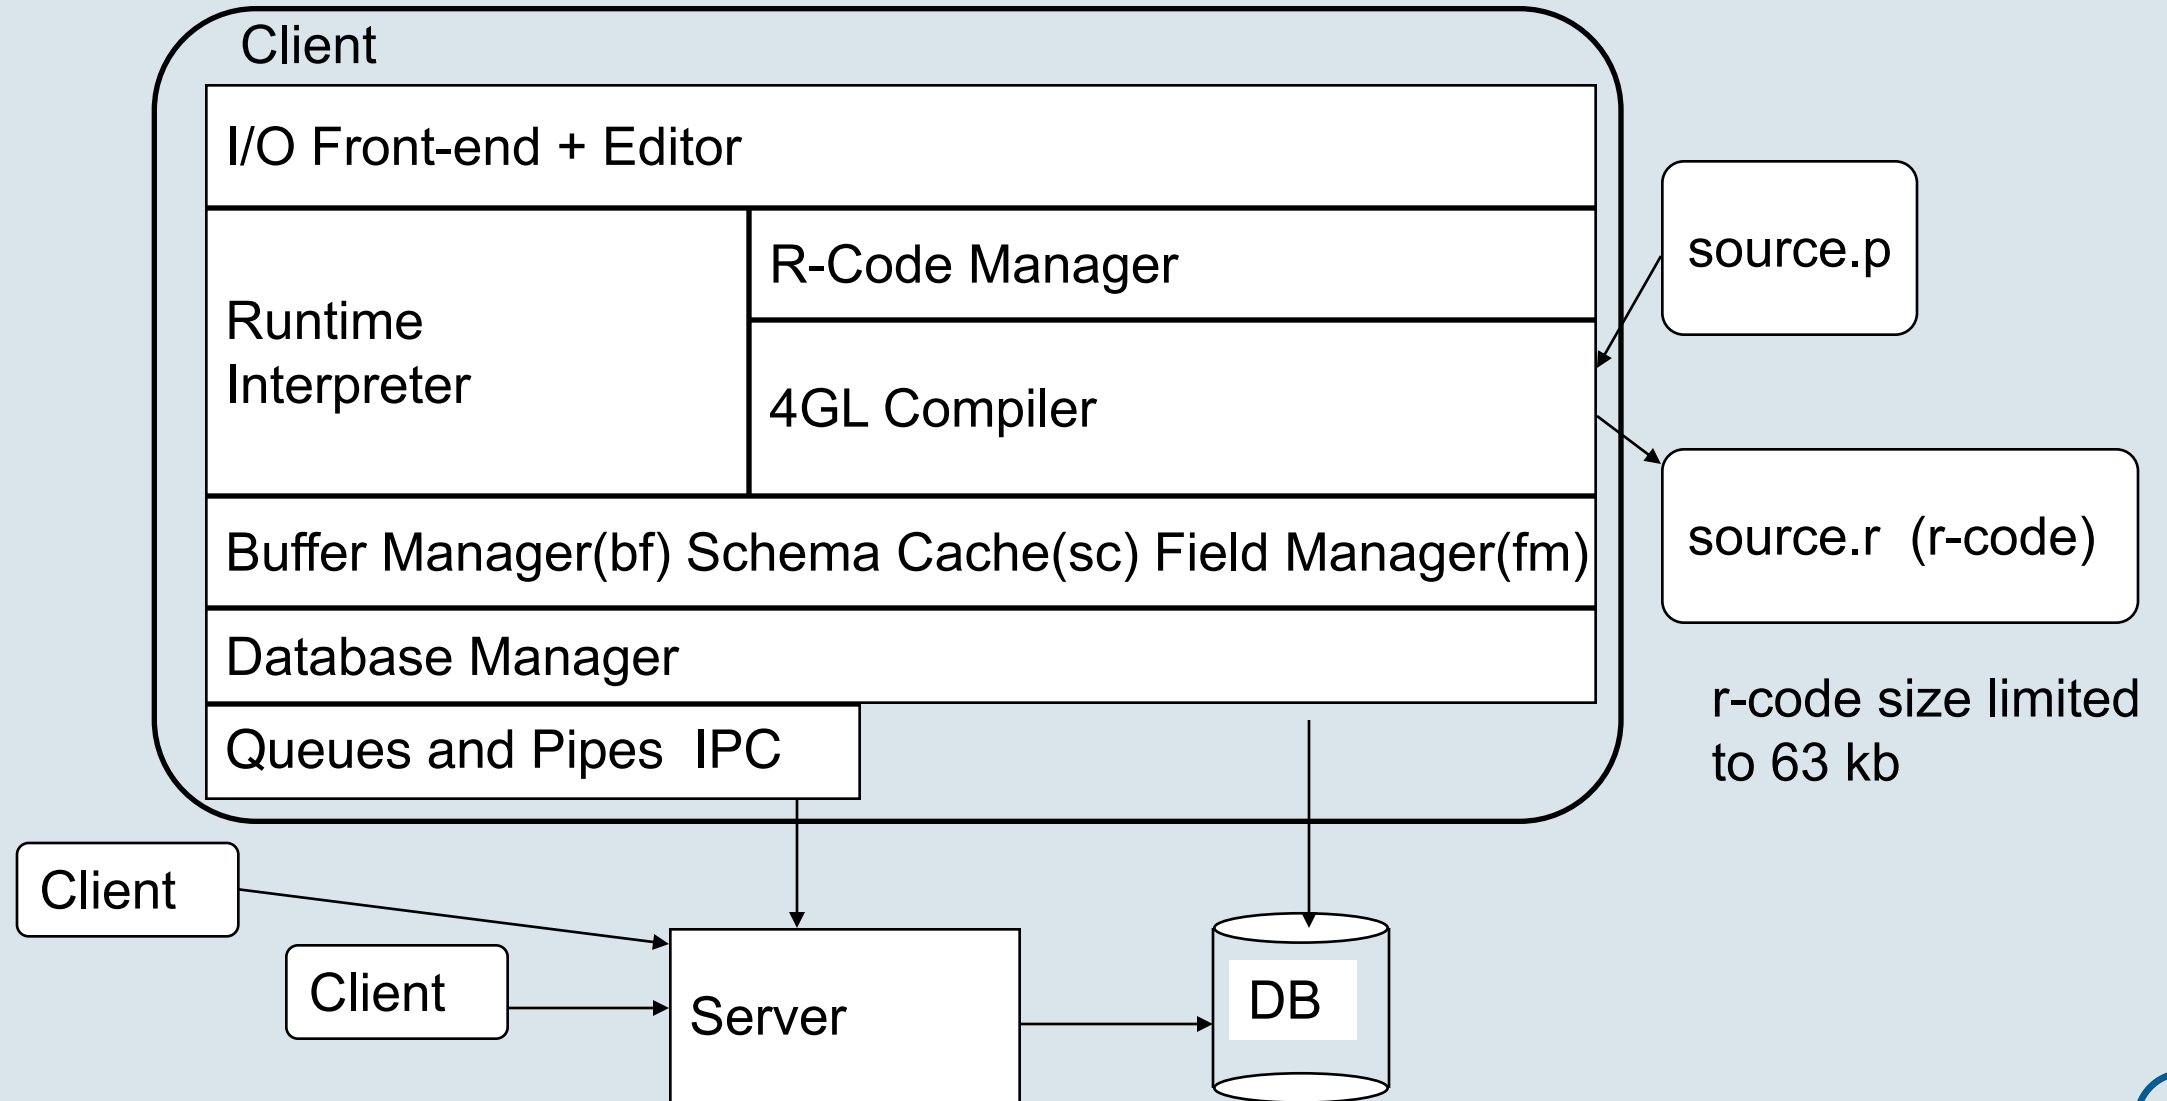 Client
I/O Front-end + Editor
Runtime
Interpreter
R-Code Manager
4GL Compiler
Buffer Manager(bf) Schema Cache(sc) Field Manager(fm)
Database Manager
Queues and Pipes  IPC
source.p
source.r  (r-code)
r-code size limited
to 63 kb
Client
Client
Server
DB